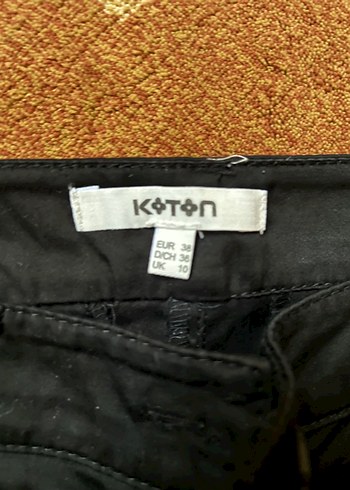 KOTON
EUR 38
D/CH 36
UK 10